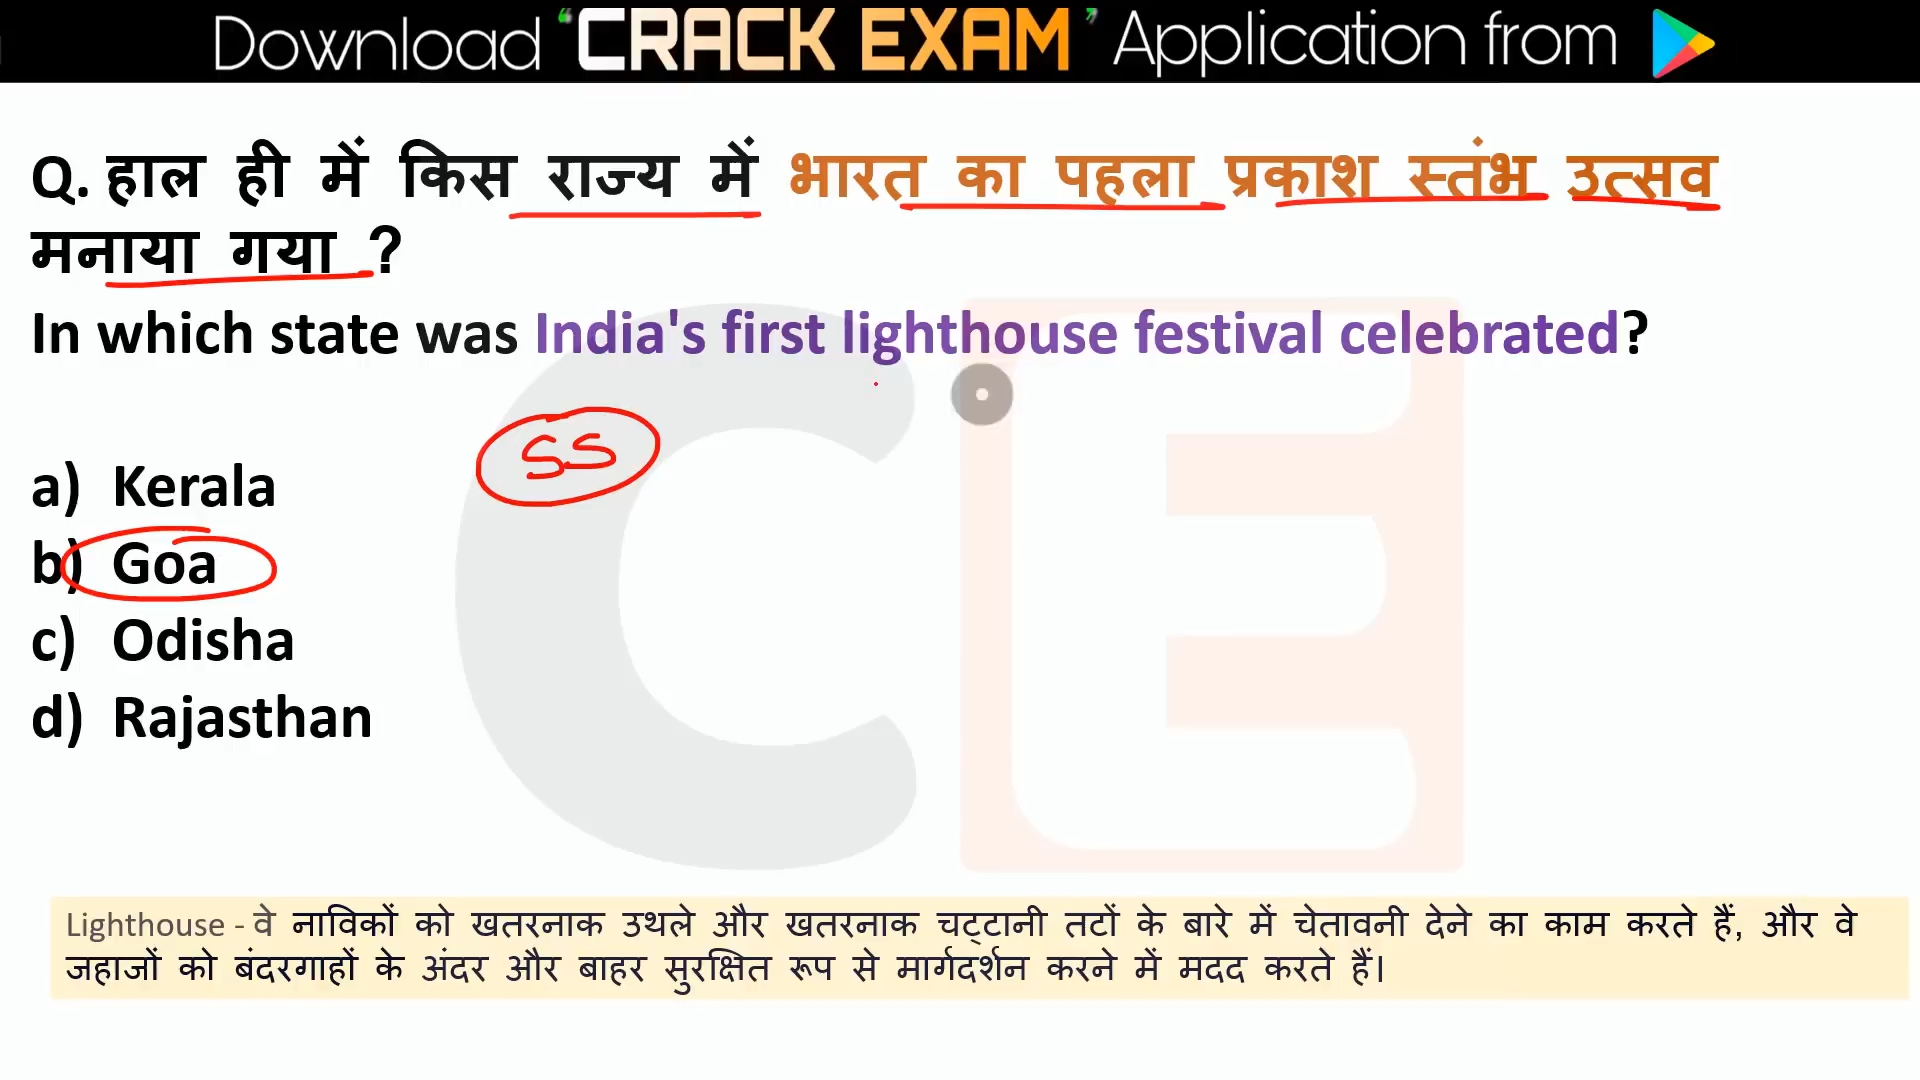 Download ‘CRACK EXAM’ Application from
Q. हाल ही में किस राज्य में भारत का पहला प्रकाश स्तंभ उत्सव
मनाया गया ?
In which state was India's first lighthouse festival celebrated?
SS
a) Kerala
b) Goa
c) Odisha
d) Rajasthan
CE
Lighthouse - वे नाविकों को खतरनाक उथले और खतरनाक चट्टानी तटों के बारे में चेतावनी देने का काम करते हैं, और वे
जहाजों को बंदरगाहों के अंदर और बाहर सुरक्षित रूप से मार्गदर्शन करने में मदद करते हैं।